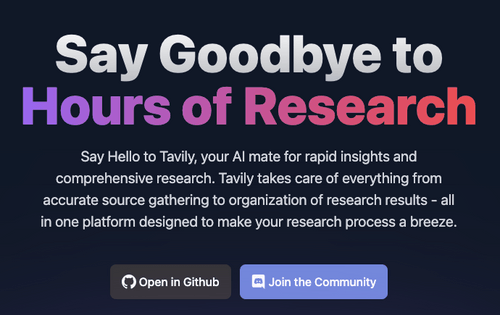 Say Goodbye to
Hours of Research
Say Hello to Tavily, your AI mate for rapid insights and
comprehensive research. Tavily takes care of everything from
accurate source gathering to organization of research results - all
in one platform designed to make your research process a breeze.
Open in Github
Join the Community